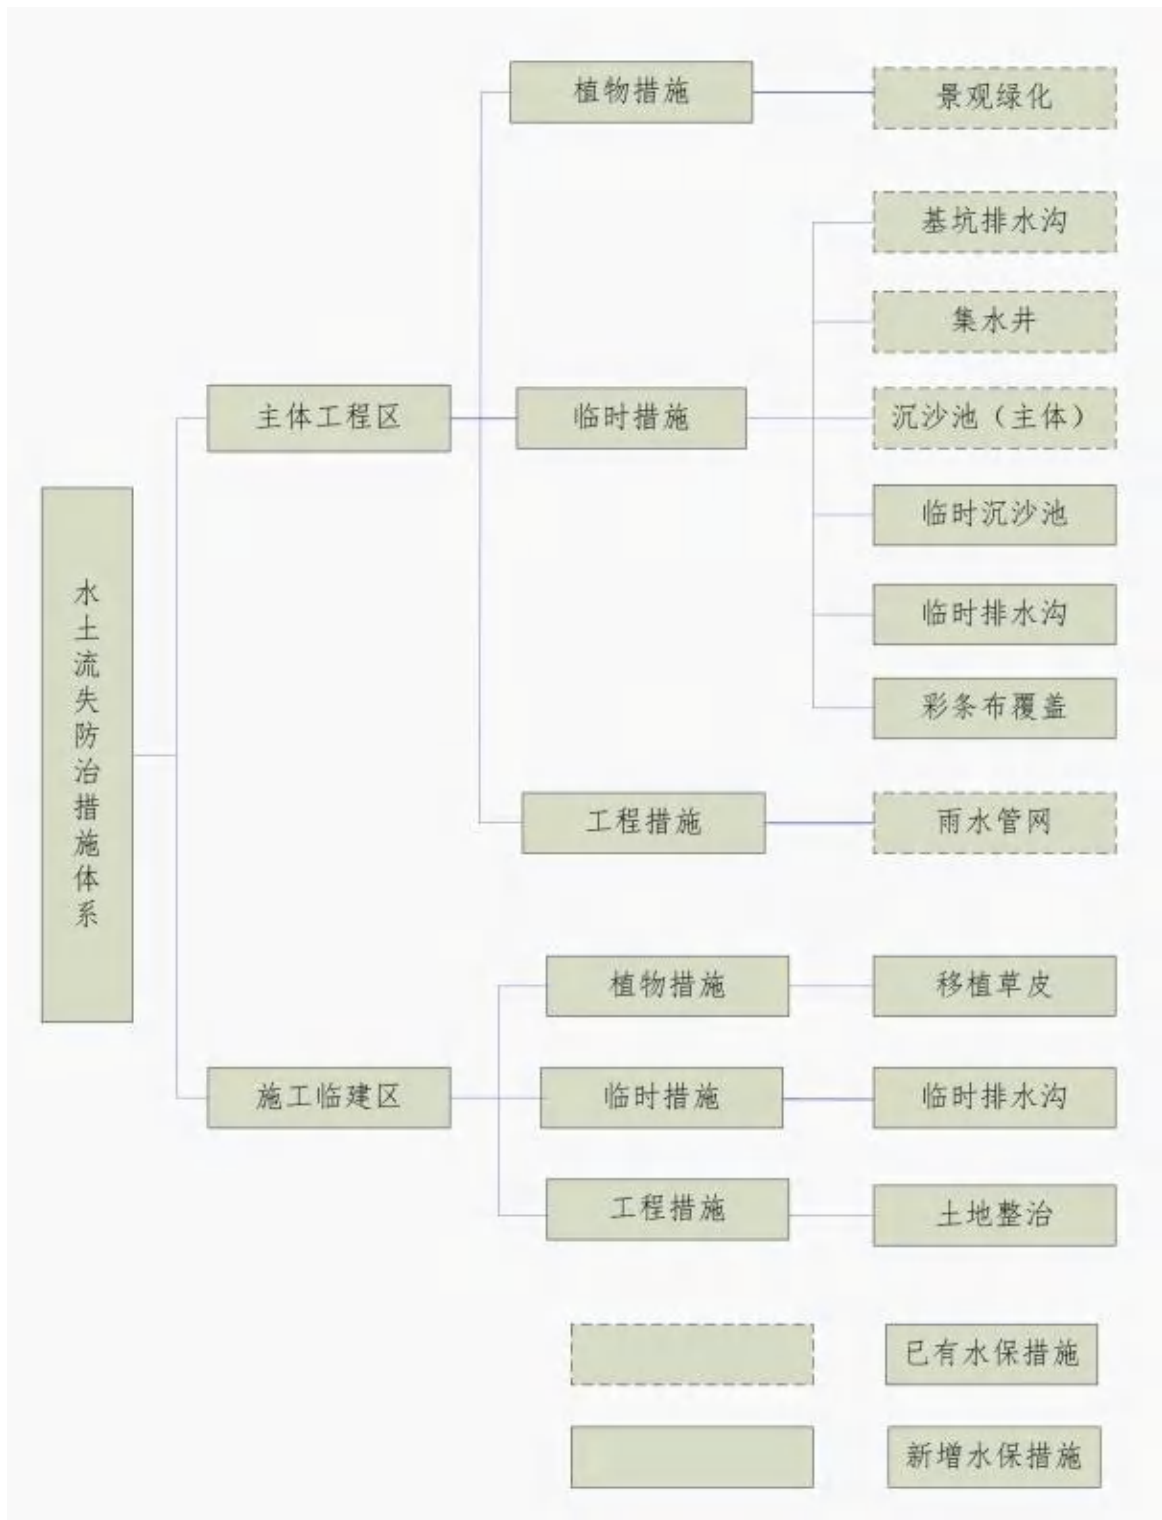 植物措施
景观绿化
基坑排水沟
集水井
主体工程区
临时措施
沉沙池（主体）
临时沉沙池
水土流失防治措施体系
临时排水沟
彩条布覆盖
工程措施
雨水管网
植物措施
移植草皮
施工临建区
临时措施
临时排水沟
工程措施
土地整治
已有水保措施
新增水保措施